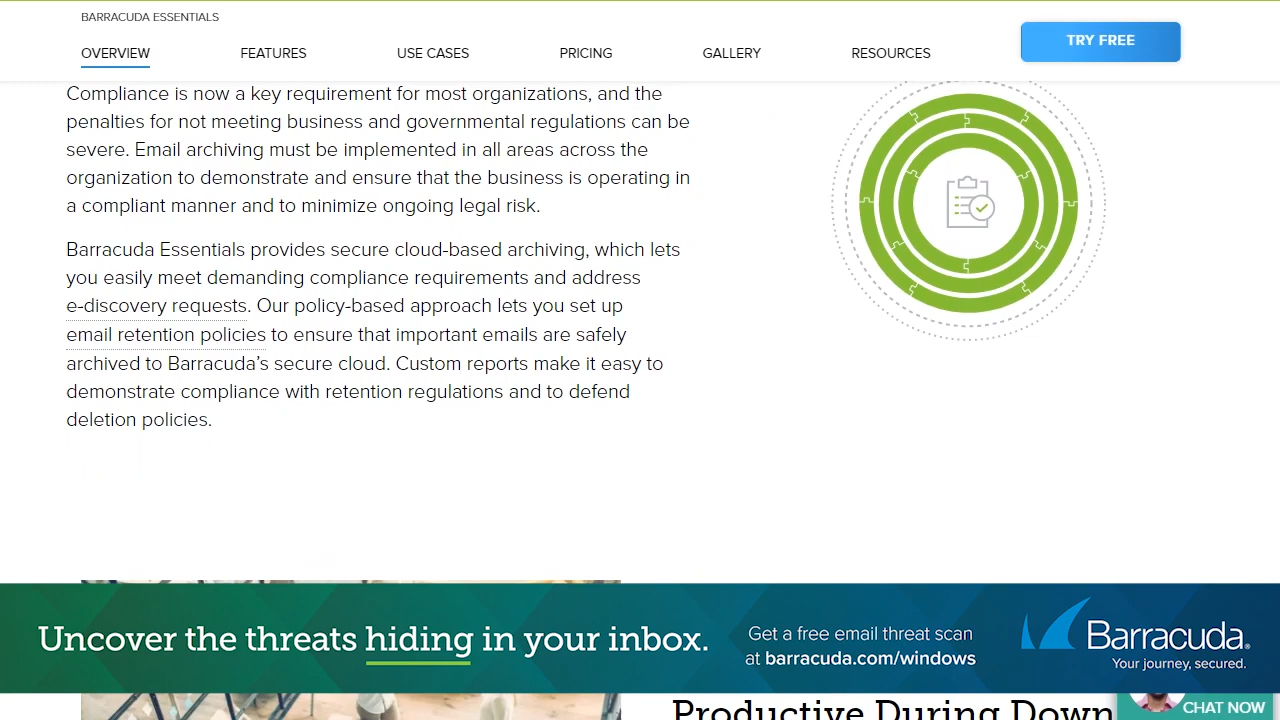 BARRACUDA ESSENTIALS
OVERVIEW
FEATURES
USE CASES
PRICING
GALLERY
RESOURCES
TRY FREE
Compliance is now a key requirement for most organizations, and the
penalties for not meeting business and governmental regulations can be
severe. Email archiving must be implemented in all areas across the
organization to demonstrate and ensure that the business is operating in
a compliant manner and to minimize ongoing legal risk.
Barracuda Essentials provides secure cloud-based archiving, which lets
you easily meet demanding compliance requirements and address
e-discovery requests. Our policy-based approach lets you set up
email retention policies to ensure that important emails are safely
archived to Barracuda’s secure cloud. Custom reports make it easy to
demonstrate compliance with retention regulations and to defend
deletion policies.
Uncover the threats hiding in your inbox.
Get a free email threat scan
at barracuda.com/windows
Barracuda®
Your journey, secured.
Productive During Down
CHAT NOW